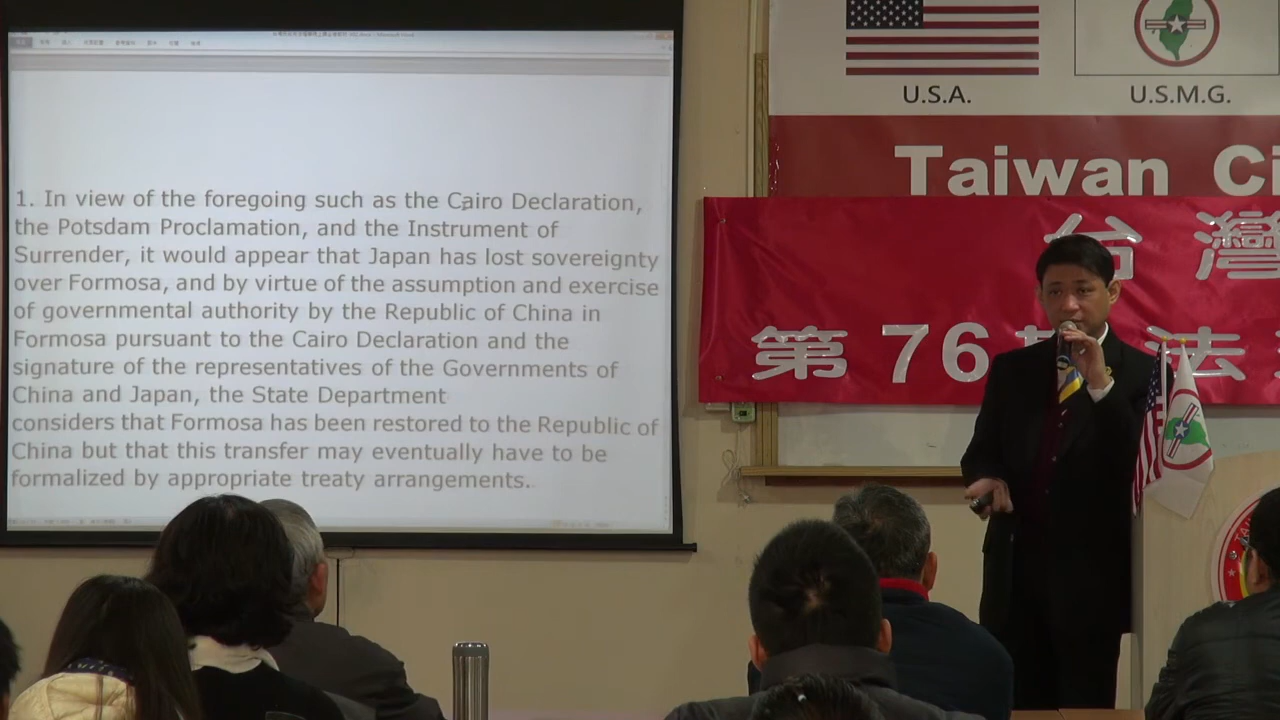 1. In view of the foregoing such as the Cairo Declaration,
the Potsdam Proclamation, and the Instrument of
Surrender, it would appear that Japan has lost sovereignty
over Formosa, and by virtue of the assumption and exercise
of governmental authority by the Republic of China in
Formosa pursuant to the Cairo Declaration and the
signature of the representatives of the Governments of
China and Japan, the State Department
considers that Formosa has been restored to the Republic of
China but that this transfer may eventually have to be
formalized by appropriate treaty arrangements.
U.S.A.
U.S.M.G.
Taiwan Ci
台灣
第76期 法